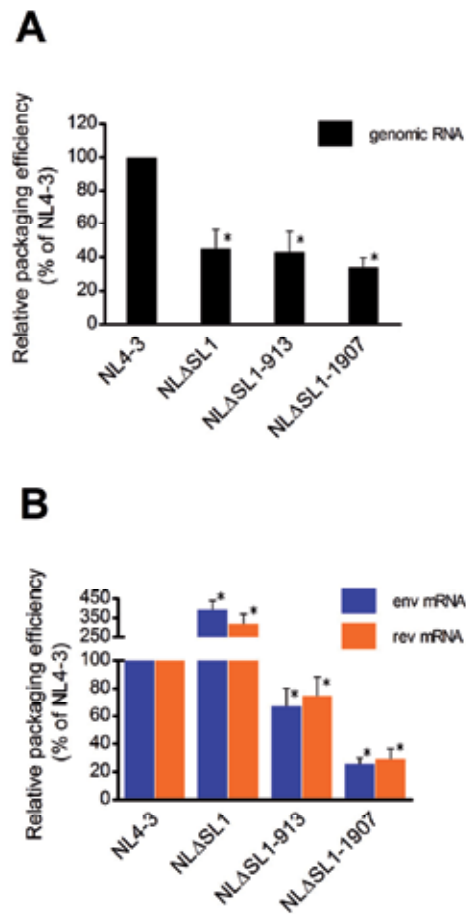 A
Relative packaging efficiency
(% of NL4-3)
120
100
80
60
40
20
0
genomic RNA
*
*
*
NL4-3
NLΔSL1
NLΔSL1-913
NLΔSL1-1907
B
Relative packaging efficiency
(% of NL4-3)
450
350
250
100
80
60
40
20
0
env mRNA
rev mRNA
*
*
*
*
*
*
NL4-3
NLΔSL1
NLΔSL1-913
NLΔSL1-1907